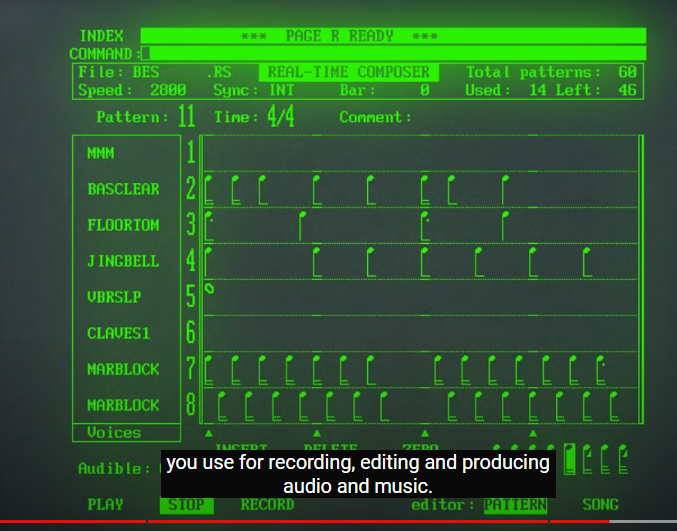 INDEX *** PAGE R READY ***
COMMAND:
File: BES .RS REAL-TIME COMPOSER Total patterns: 60
Speed: 2800 Sync: INT Bar: 0 Used: 14 Left: 46
Pattern: 11 Time: 4/4 Comment:
MMM 1
BASCLEAR 2
FLOORTOM 3
JINGBELL 4
VBRSLP 5
CLAVES1 6
MARBLOCK 7
MARBLOCK 8
Voices
INSERT DELETE ZERO
Audible:
you use for recording, editing and producing
audio and music.
PLAY STOP RECORD editor: PATTERN SONG